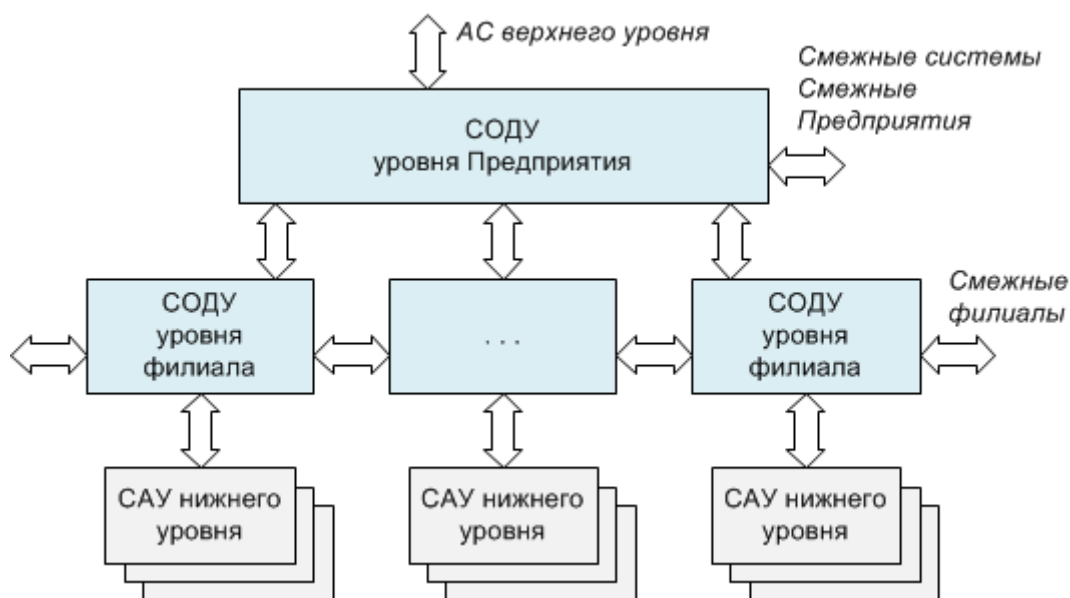 АС верхнего уровня
Смежные системы
Смежные
Предприятия
СОДУ
уровня Предприятия
СОДУ
уровня
филиала
. . .
СОДУ
уровня
филиала
Смежные
филиалы
САУ нижнего
уровня
САУ нижнего
уровня
САУ нижнего
уровня